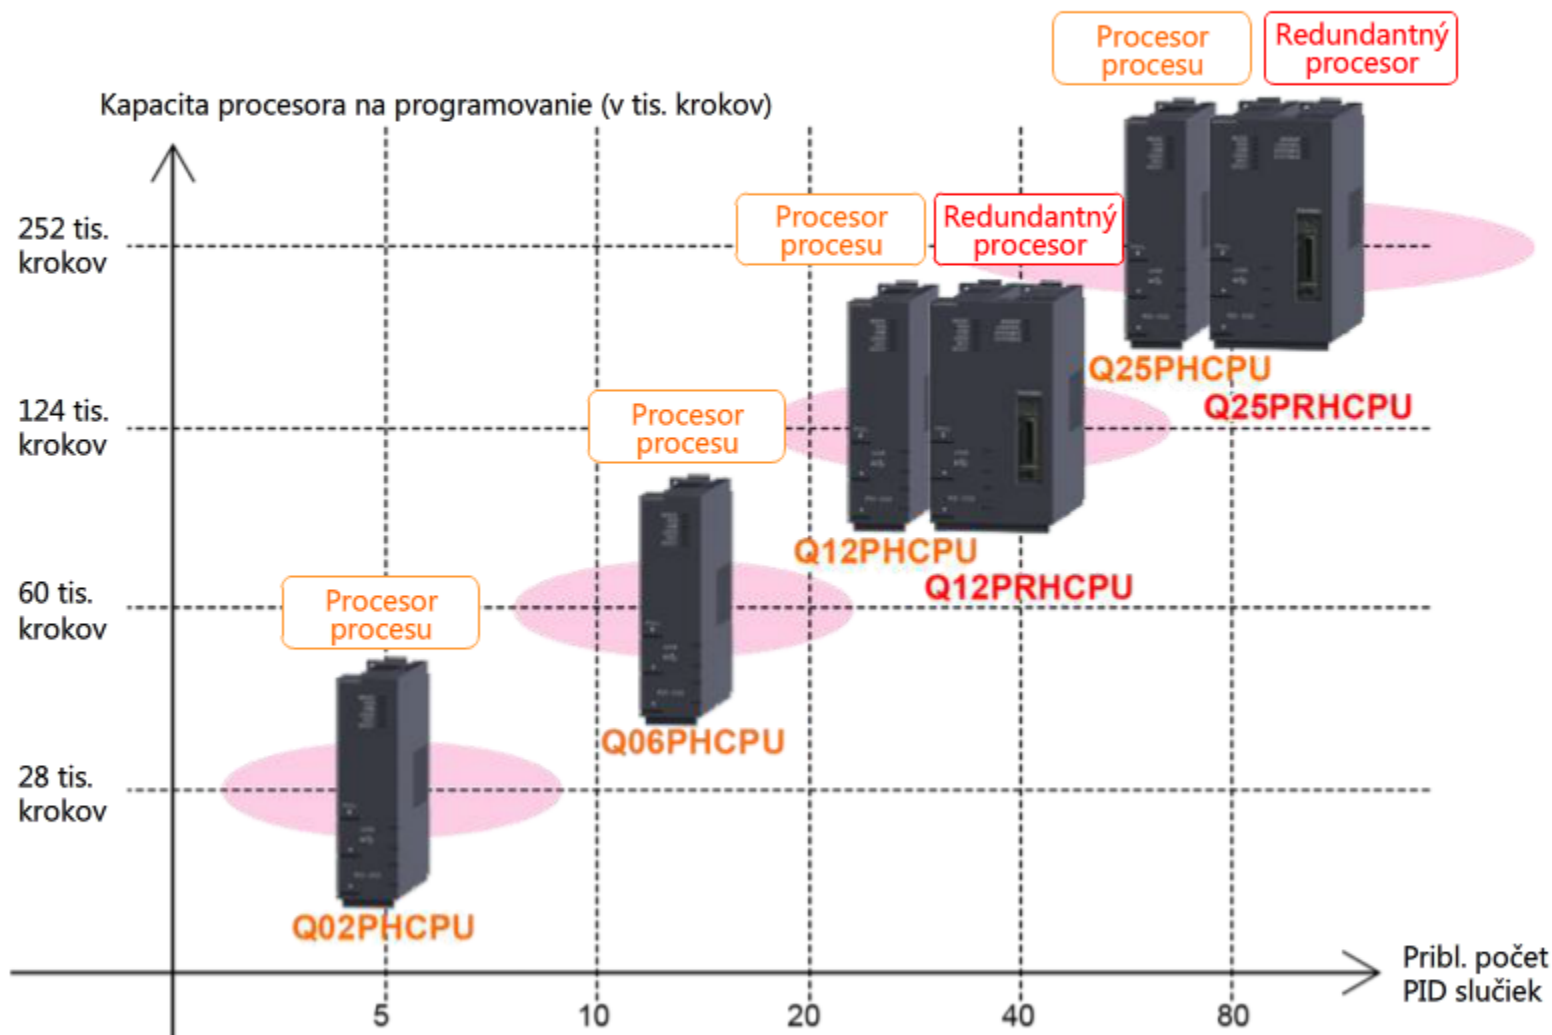 Procesor
procesu
Redundantný
procesor
Kapacita procesora na programovanie (v tis. krokov)
252 tis.
krokov
Procesor
procesu
Redundantný
procesor
Q25PHCPU
Q25PRHCPU
124 tis.
krokov
Procesor
procesu
Q12PHCPU
Q12PRHCPU
60 tis.
krokov
Procesor
procesu
Q06PHCPU
28 tis.
krokov
Q02PHCPU
Pribl. počet
PID slučiek
5
10
20
40
80